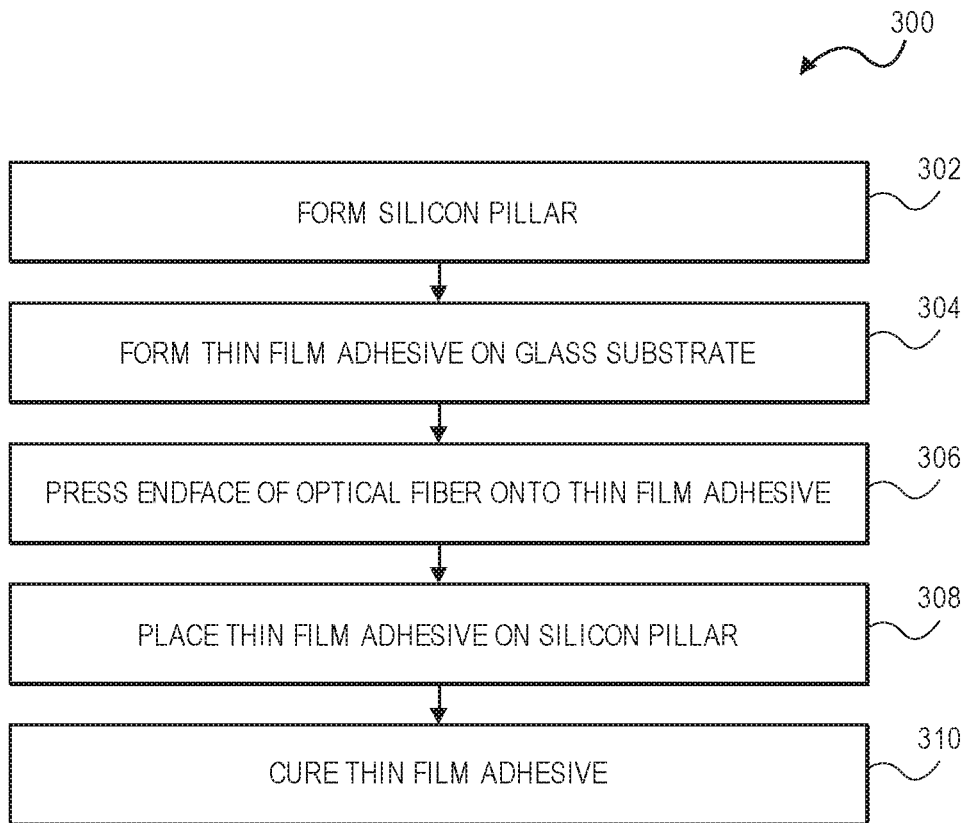 300
302
FORM SILICON PILLAR
304
FORM THIN FILM ADHESIVE ON GLASS SUBSTRATE
306
PRESS ENDFACE OF OPTICAL FIBER ONTO THIN FILM ADHESIVE
308
PLACE THIN FILM ADHESIVE ON SILICON PILLAR
310
CURE THIN FILM ADHESIVE